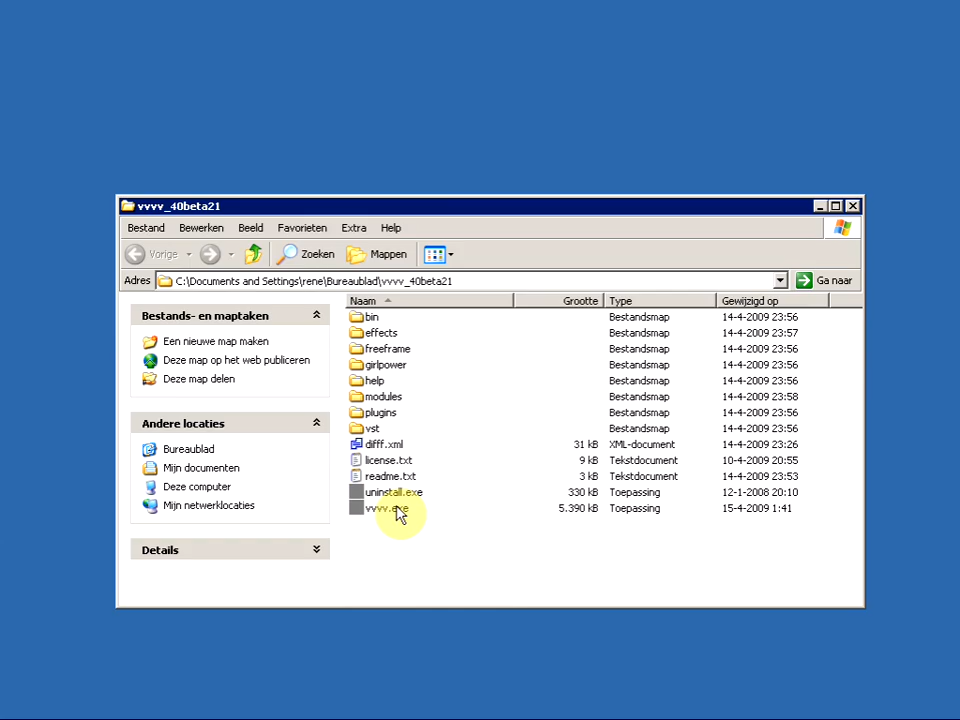 vvvv_40beta21
Bestand Bewerken Beeld Favorieten Extra Help
Vorige Zoeken Mappen
Adres C:\Documents and Settings\rene\Bureaublad\vvvv_40beta21 Ga naar
Naam Grootte Type Gewijzigd op
Bestands- en maptaken
Een nieuwe map maken
Deze map op het web publiceren
Deze map delen
Andere locaties
Bureaublad
Mijn documenten
Deze computer
Mijn netwerklocaties
Details
bin Bestandsmap 14-4-2009 23:56
effects Bestandsmap 14-4-2009 23:57
freeframe Bestandsmap 14-4-2009 23:56
girlpower Bestandsmap 14-4-2009 23:56
help Bestandsmap 14-4-2009 23:56
modules Bestandsmap 14-4-2009 23:58
plugins Bestandsmap 14-4-2009 23:56
vst Bestandsmap 14-4-2009 23:56
difff.xml 31 kB XML-document 14-4-2009 23:26
license.txt 9 kB Tekstdocument 10-4-2009 20:55
readme.txt 3 kB Tekstdocument 14-4-2009 23:53
uninstall.exe 330 kB Toepassing 12-1-2008 20:10
vvvv.exe 5.390 kB Toepassing 15-4-2009 1:41